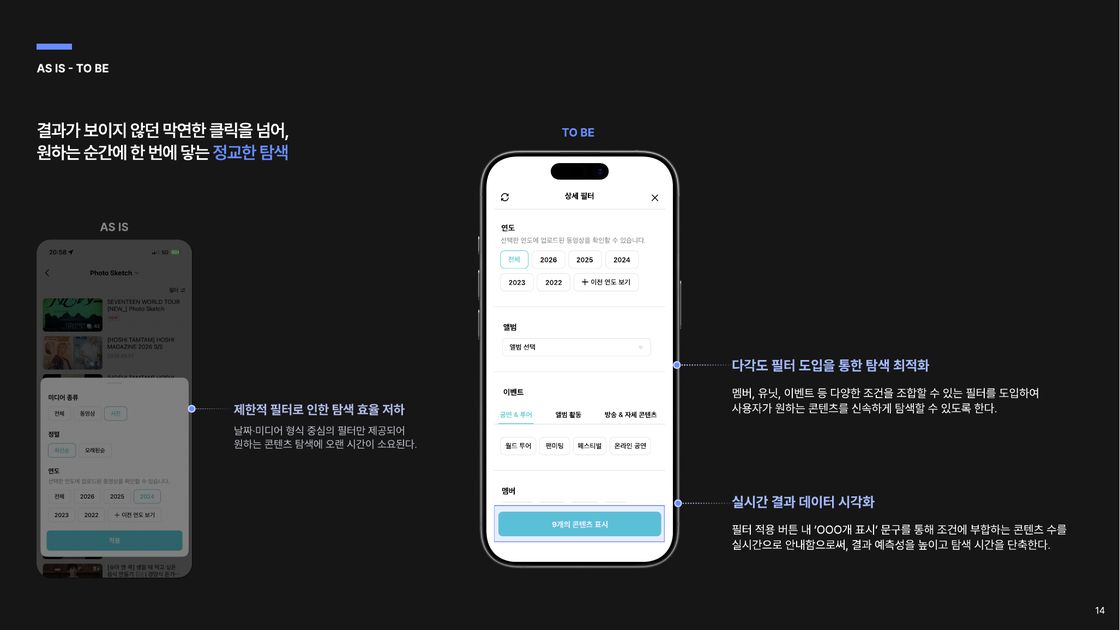 AS IS - TO BE
결과가 보이지 않던 막연한 클릭을 넘어,
원하는 순간에 한 번에 닿는 정교한 탐색
AS IS
20:58
5G
Photo Sketch
필터
SEVENTEEN WORLD TOUR
[NEW_] Photo Sketch
[HOSHI TAMTAM] HOSHI
MAGAZINE 2026 S/S
미디어 종류
전체 동영상 사진
정렬
최신순 오래된순
연도
선택한 연도에 업로드된 동영상을 확인할 수 있습니다.
전체 2026 2025 2024
2023 2022 + 이전 연도 보기
적용
제한적 필터로 인한 탐색 효율 저하
날짜·미디어 형식 중심의 필터만 제공되어
원하는 콘텐츠 탐색에 오랜 시간이 소요된다.
TO BE
상세 필터
연도
선택한 연도에 업로드된 동영상을 확인할 수 있습니다.
전체 2026 2025 2024
2023 2022 + 이전 연도 보기
앨범
앨범 선택
이벤트
공연 & 투어 앨범 활동 방송 & 자체 콘텐츠
월드 투어 팬미팅 페스티벌 온라인 공연
멤버
9개의 콘텐츠 표시
다각도 필터 도입을 통한 탐색 최적화
멤버, 유닛, 이벤트 등 다양한 조건을 조합할 수 있는 필터를 도입하여
사용자가 원하는 콘텐츠를 신속하게 탐색할 수 있도록 한다.
실시간 결과 데이터 시각화
필터 적용 버튼 내 ‘OOO개 표시’ 문구를 통해 조건에 부합하는 콘텐츠 수를
실시간으로 안내함으로써, 결과 예측성을 높이고 탐색 시간을 단축한다.
14